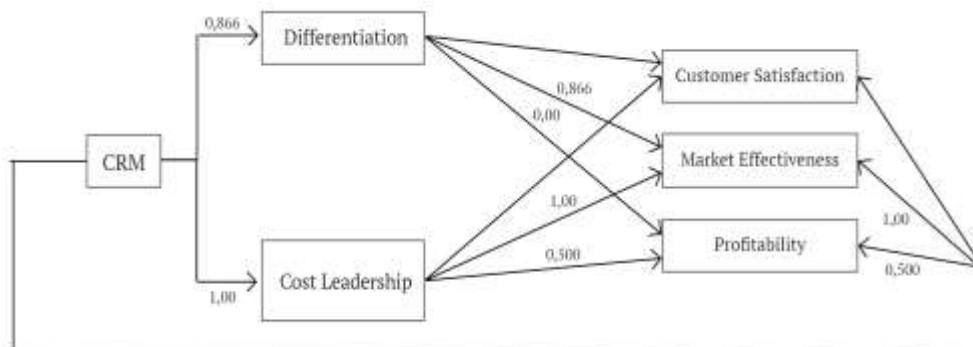 0,866
Differentiation
Customer Satisfaction
0,866
0,00
CRM
Market Effectiveness
1,00
1,00
Profitability
0,500
0,500
Cost Leadership
1,00